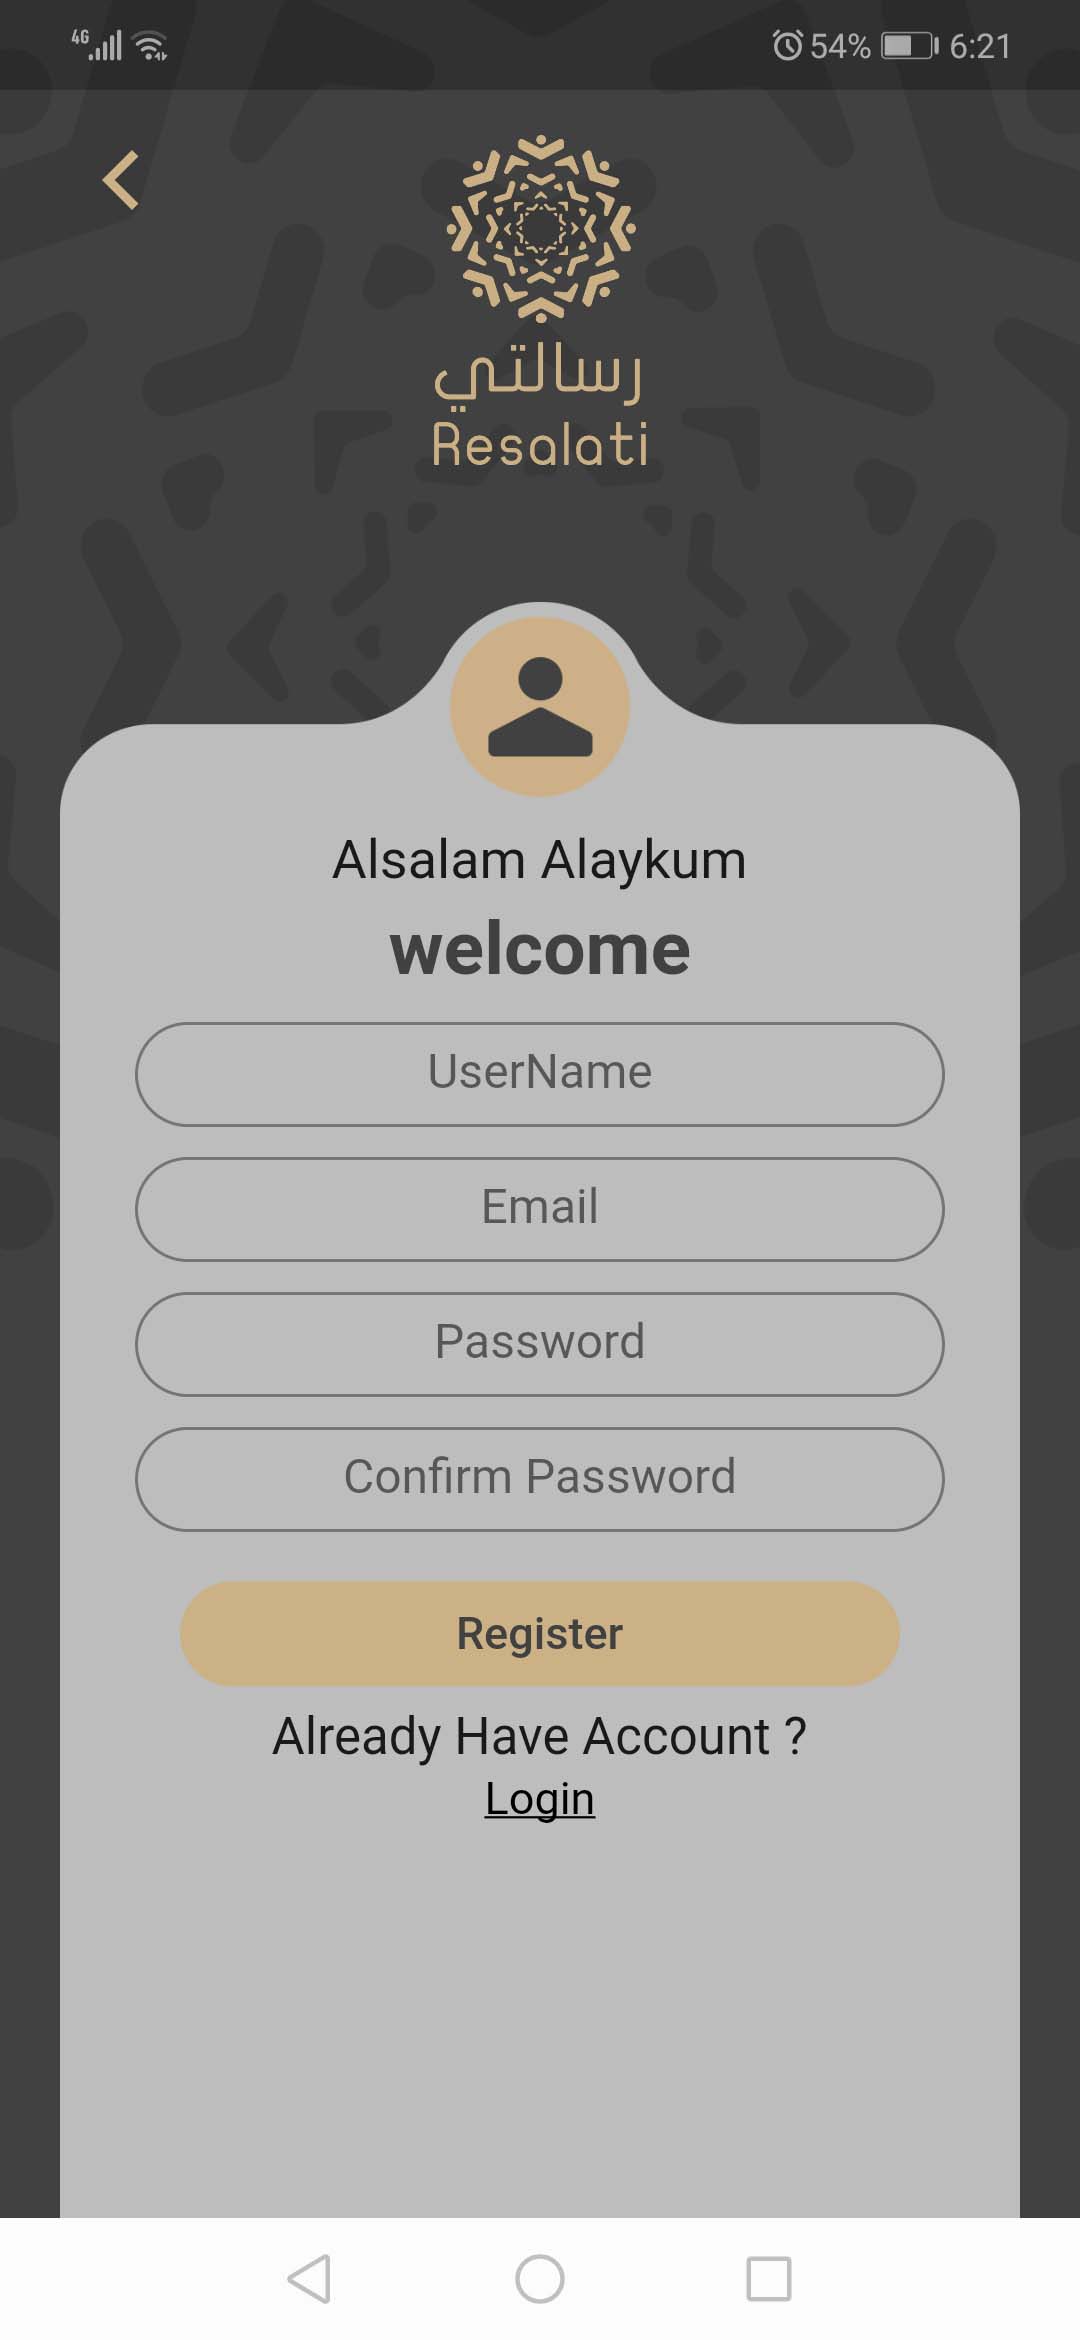 4G 54% 6:21
رسالتي
Resalati
Alsalam Alaykum
welcome
UserName
Email
Password
Confirm Password
Register
Already Have Account ?
Login